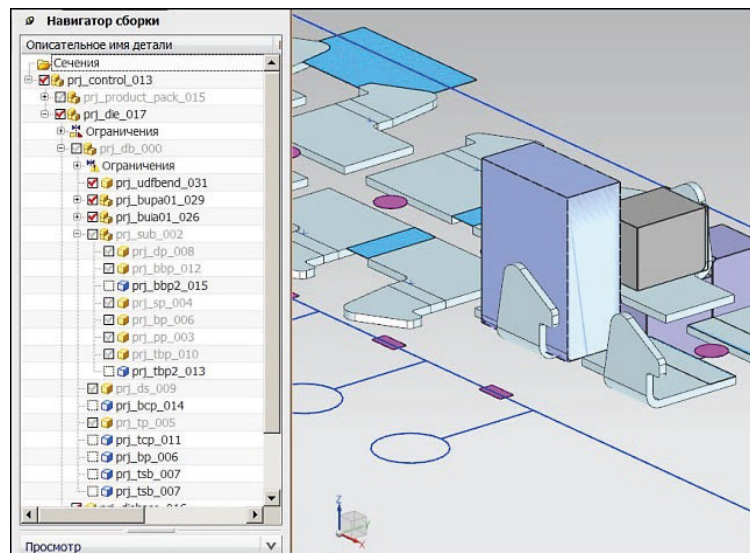 Навигатор сборки
Описательное имя детали
Сечения
prj_control_013
prj_product_pack_015
prj_die_017
Ограничения
prj_db_000
Ограничения
prj_udfbend_031
prj_bupa01_029
prj_buia01_026
prj_sub_002
prj_dp_008
prj_bbp_012
prj_bbp2_015
prj_sp_004
prj_bp_006
prj_pp_003
prj_tbp_010
prj_tbp2_013
prj_ds_009
prj_bcp_014
prj_tp_005
prj_tcp_011
prj_bp_006
prj_tsb_007
prj_tsb_007
Просмотр
Z
Y
X